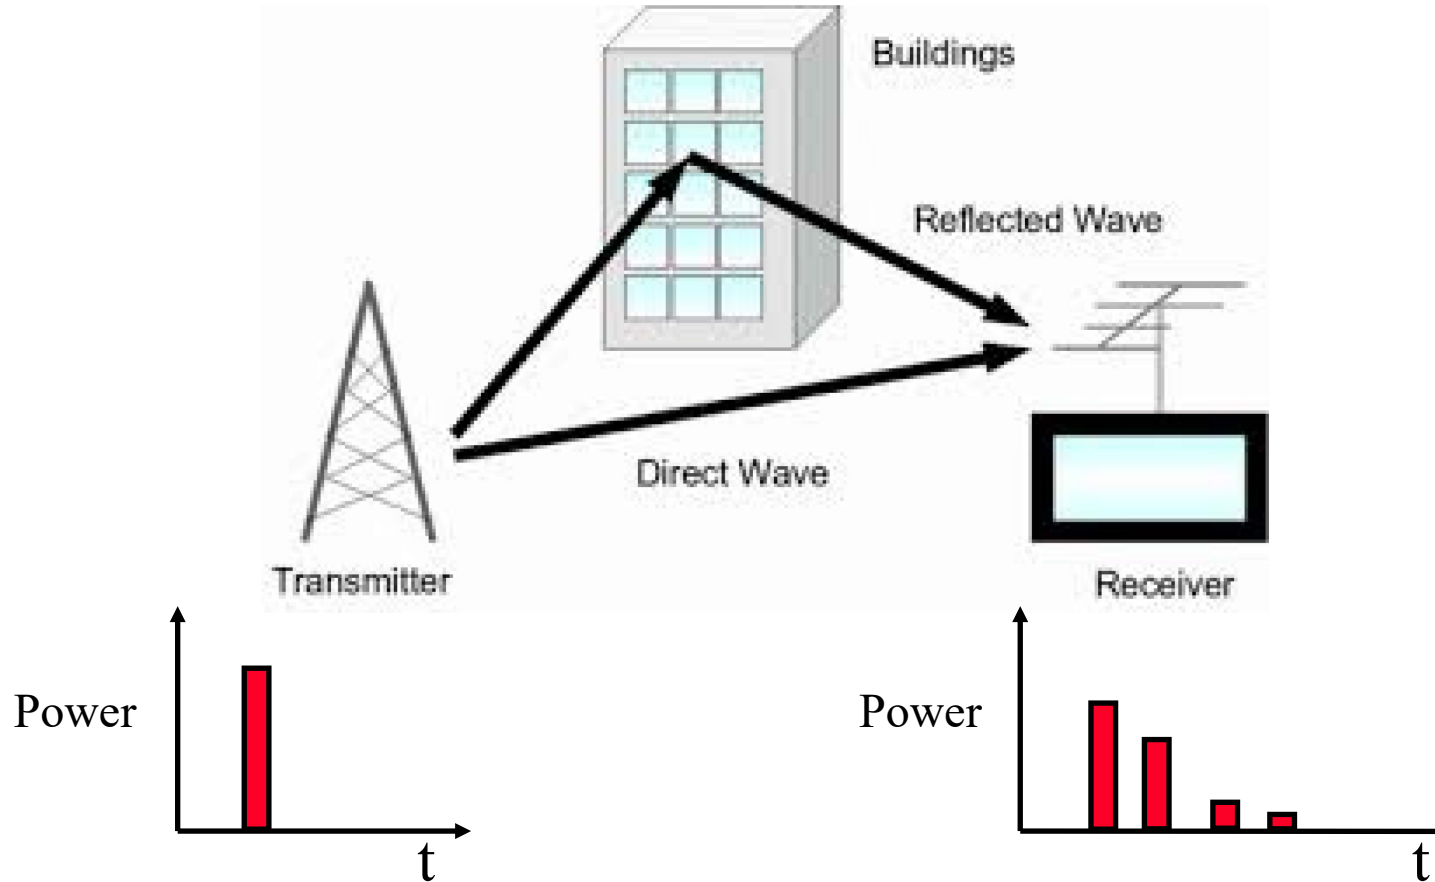 Buildings
Reflected Wave
Direct Wave
Transmitter
Receiver
Power
t
Power
t